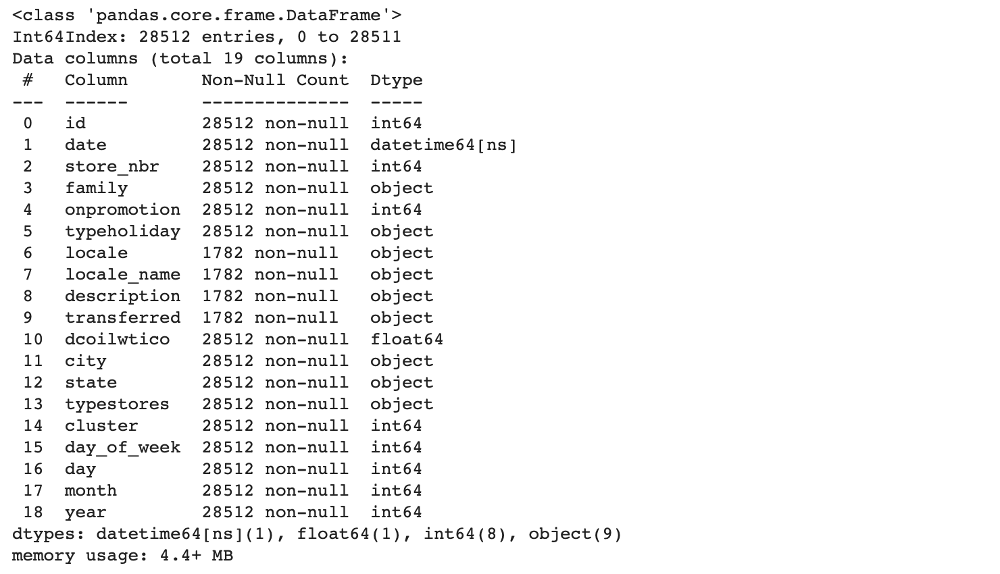 <class 'pandas.core.frame.DataFrame'>
Int64Index: 28512 entries, 0 to 28511
Data columns (total 19 columns):
 #   Column       Non-Null Count  Dtype
---  ------       --------------  -----
 0   id           28512 non-null  int64
 1   date         28512 non-null  datetime64[ns]
 2   store_nbr    28512 non-null  int64
 3   family       28512 non-null  object
 4   onpromotion  28512 non-null  int64
 5   typeholiday  28512 non-null  object
 6   locale       1782 non-null   object
 7   locale_name  1782 non-null   object
 8   description  1782 non-null   object
 9   transferred  1782 non-null   object
 10  dcoilwtico   28512 non-null  float64
 11  city         28512 non-null  object
 12  state        28512 non-null  object
 13  typestores   28512 non-null  object
 14  cluster      28512 non-null  int64
 15  day_of_week  28512 non-null  int64
 16  day          28512 non-null  int64
 17  month        28512 non-null  int64
 18  year         28512 non-null  int64
dtypes: datetime64[ns](1), float64(1), int64(8), object(9)
memory usage: 4.4+ MB